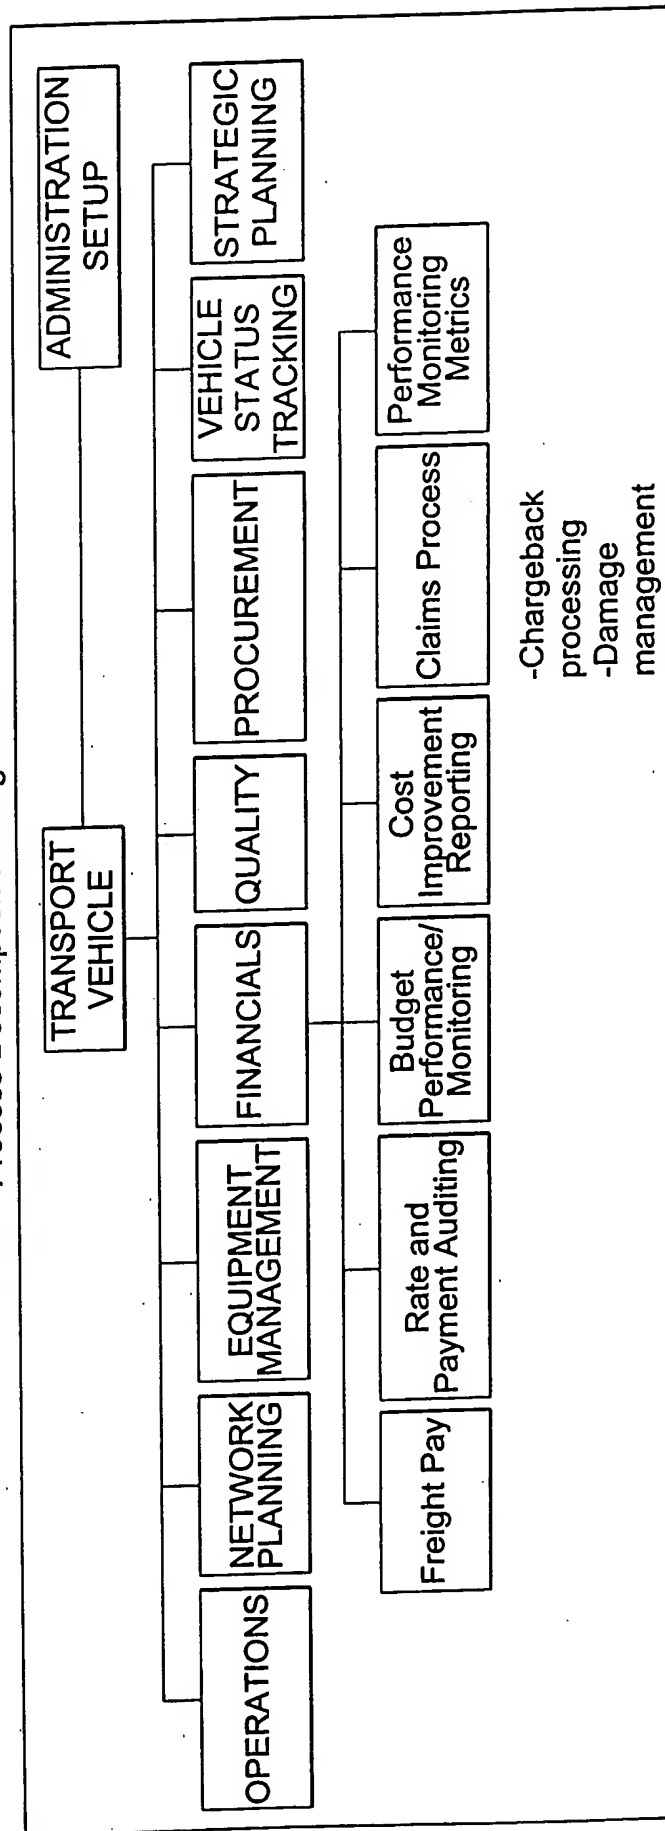 Process Decomposition
TRANSPORT
VEHICLE
ADMINISTRATION
SETUP
OPERATIONS
NETWORK
PLANNING
EQUIPMENT
MANAGEMENT
FINANCIALS
QUALITY
PROCUREMENT
VEHICLE
STATUS
TRACKING
STRATEGIC
PLANNING
Freight Pay
Rate and
Payment Auditing
Budget
Performance/
Monitoring
Cost
Improvement
Reporting
Claims Process
Performance
Monitoring
Metrics
-Chargeback
processing
-Damage
management